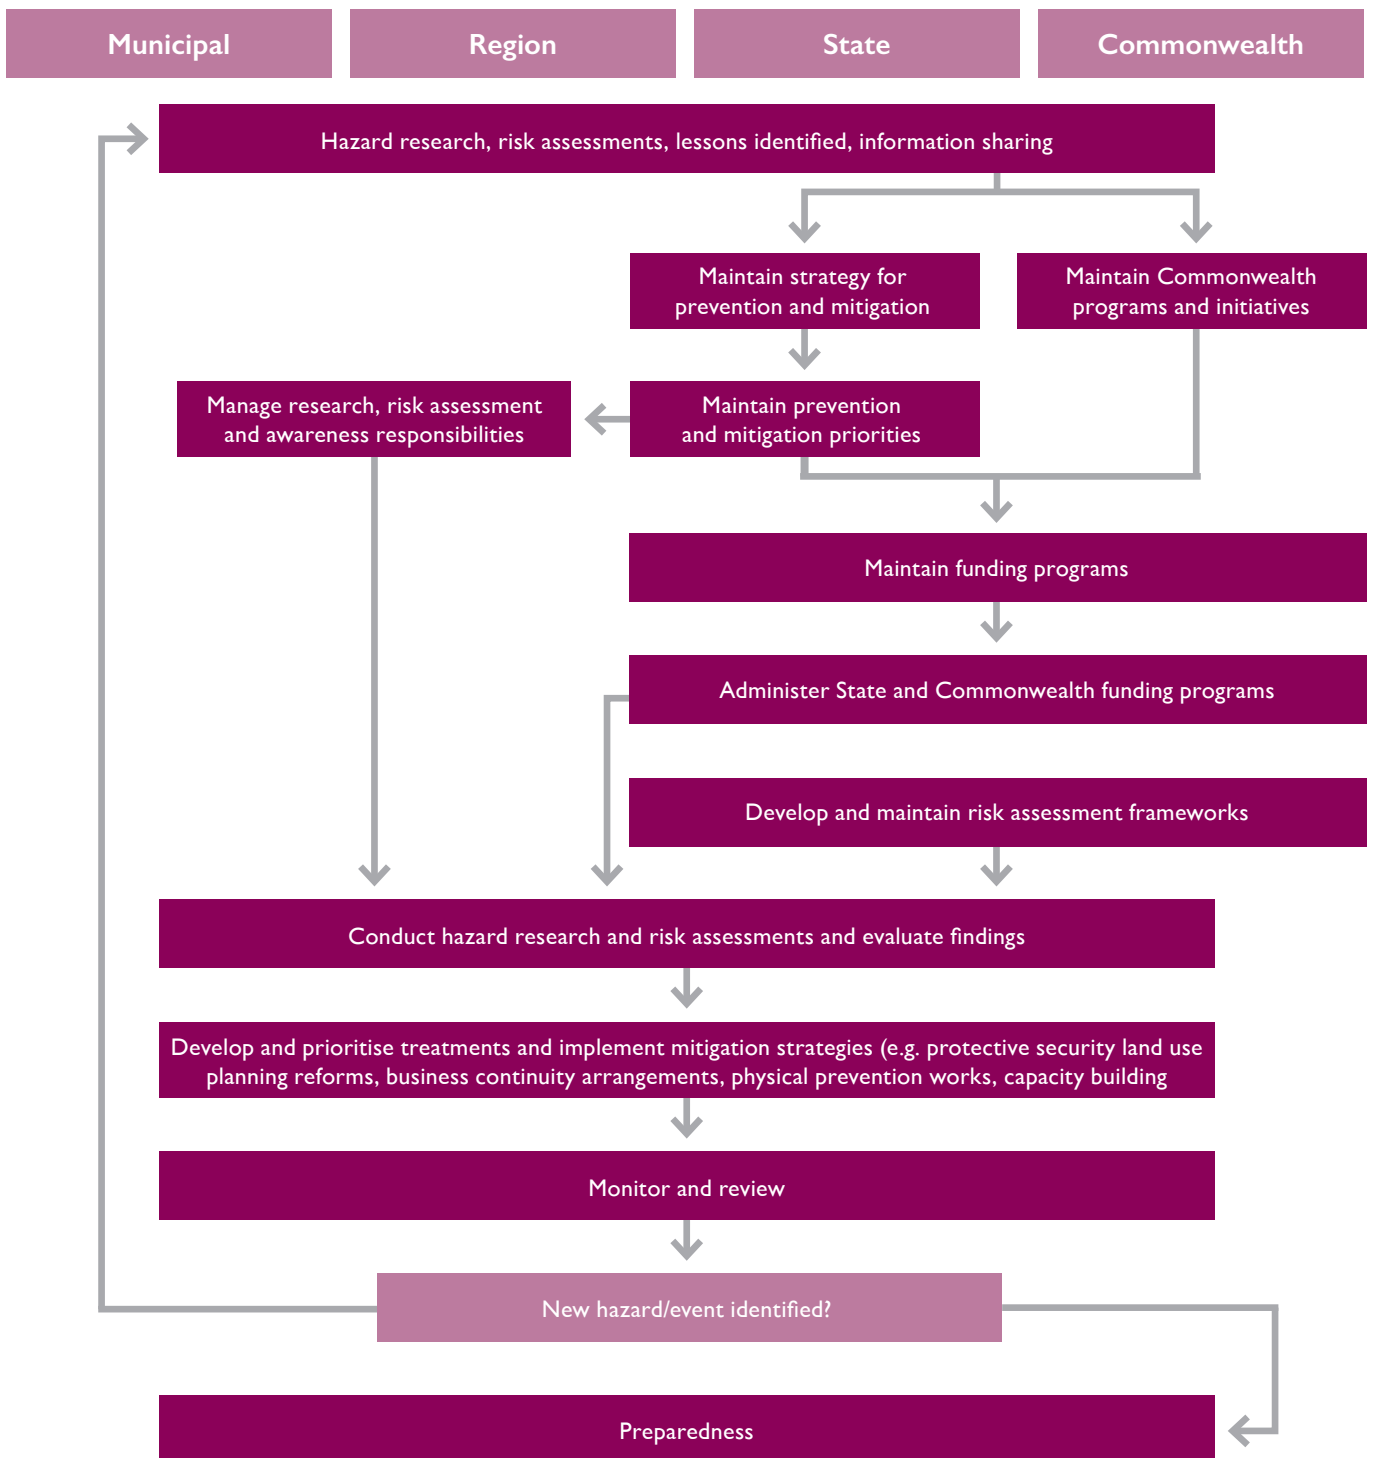 Municipal
Region
State
Commonwealth
Hazard research, risk assessments, lessons identified, information sharing
Maintain strategy for
prevention and mitigation
Maintain Commonwealth
programs and initiatives
Manage research, risk assessment
and awareness responsibilities
Maintain prevention
and mitigation priorities
Maintain funding programs
Administer State and Commonwealth funding programs
Develop and maintain risk assessment frameworks
Conduct hazard research and risk assessments and evaluate findings
Develop and prioritise treatments and implement mitigation strategies (e.g. protective security land use
planning reforms, business continuity arrangements, physical prevention works, capacity building
Monitor and review
New hazard/event identified?
Preparedness